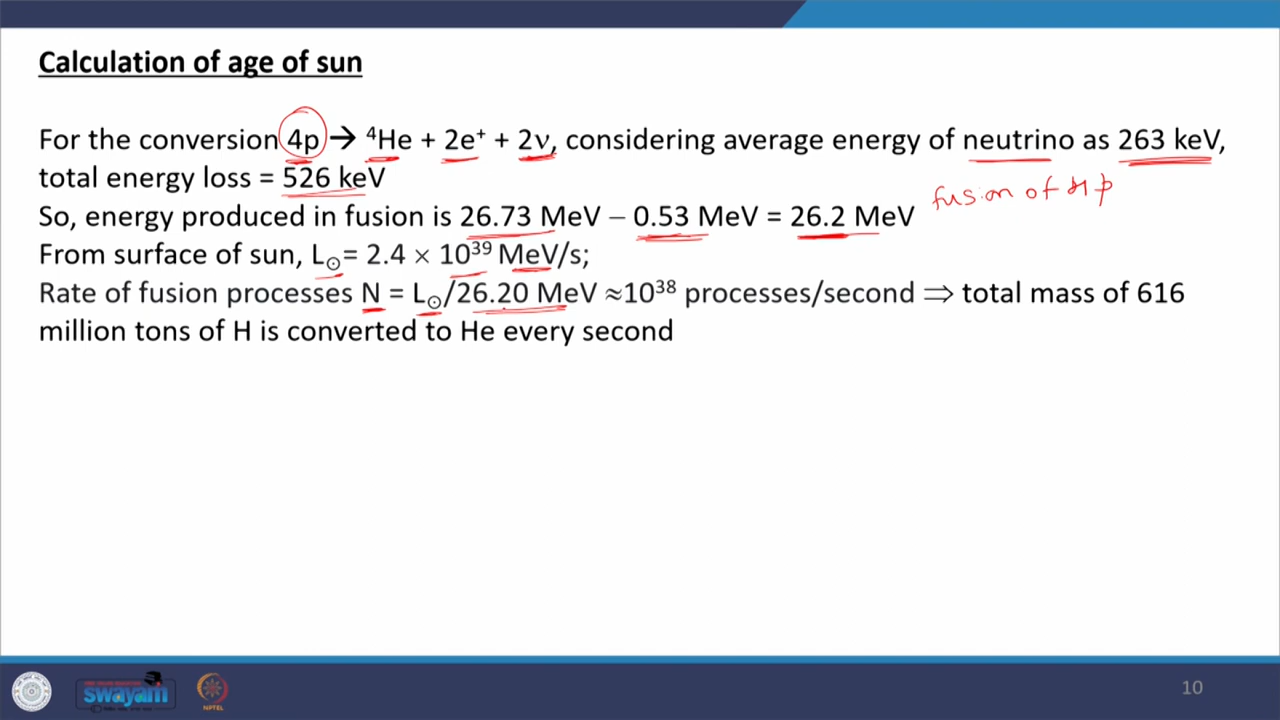 Calculation of age of sun
For the conversion 4p → ⁴He + 2e⁺ + 2ν, considering average energy of neutrino as 263 keV,
total energy loss = 526 keV
fusion of 4p
So, energy produced in fusion is 26.73 MeV – 0.53 MeV = 26.2 MeV
From surface of sun, L⊙= 2.4 × 10³⁹ MeV/s;
Rate of fusion processes N = L⊙/26.20 MeV ≈10³⁸ processes/second ⇒ total mass of 616
million tons of H is converted to He every second
swayam
NPTEL
10